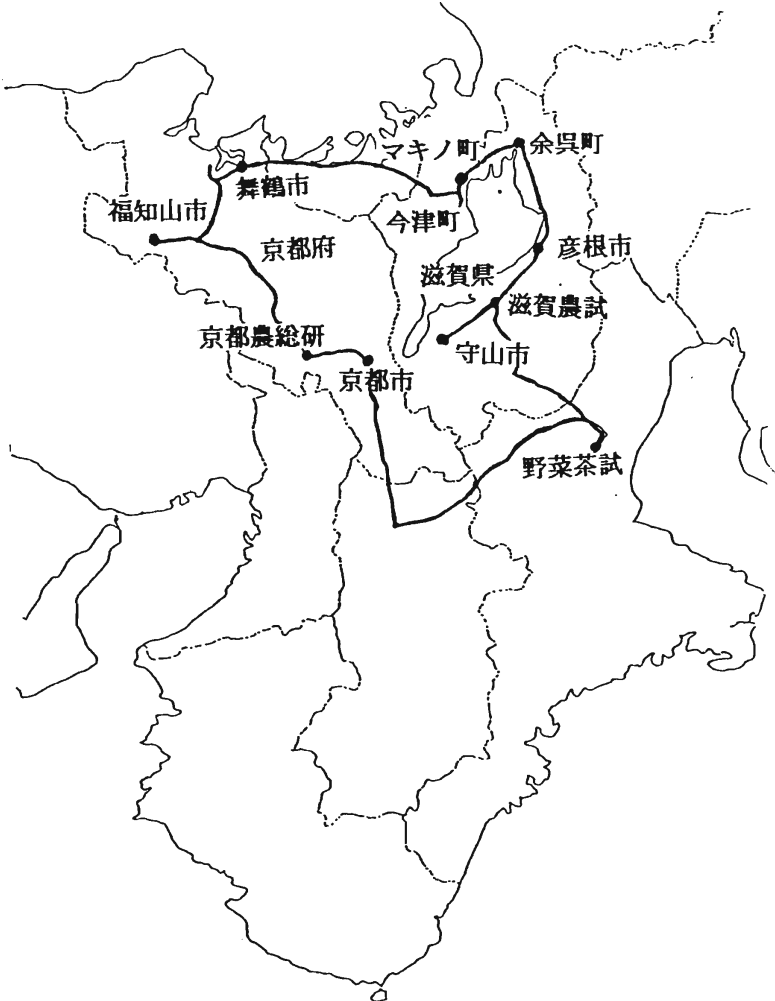 マキノ町
余呉町
舞鶴市
福知山市
今津町
京都府
彦根市
滋賀県
滋賀農試
京都農総研
守山市
京都市
野菜茶試